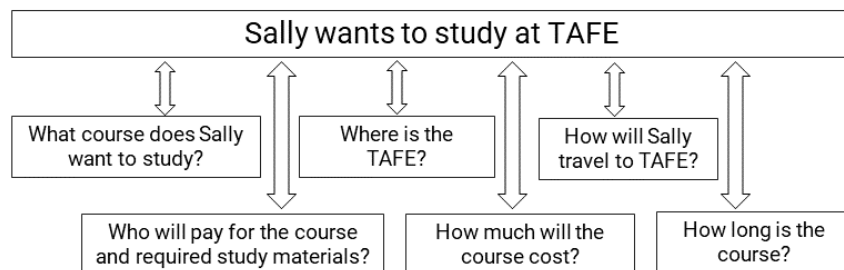 Sally wants to study at TAFE
What course does Sally
want to study?
Where is the
TAFE?
How will Sally
travel to TAFE?
Who will pay for the course
and required study materials?
How much will the
course cost?
How long is the
course?